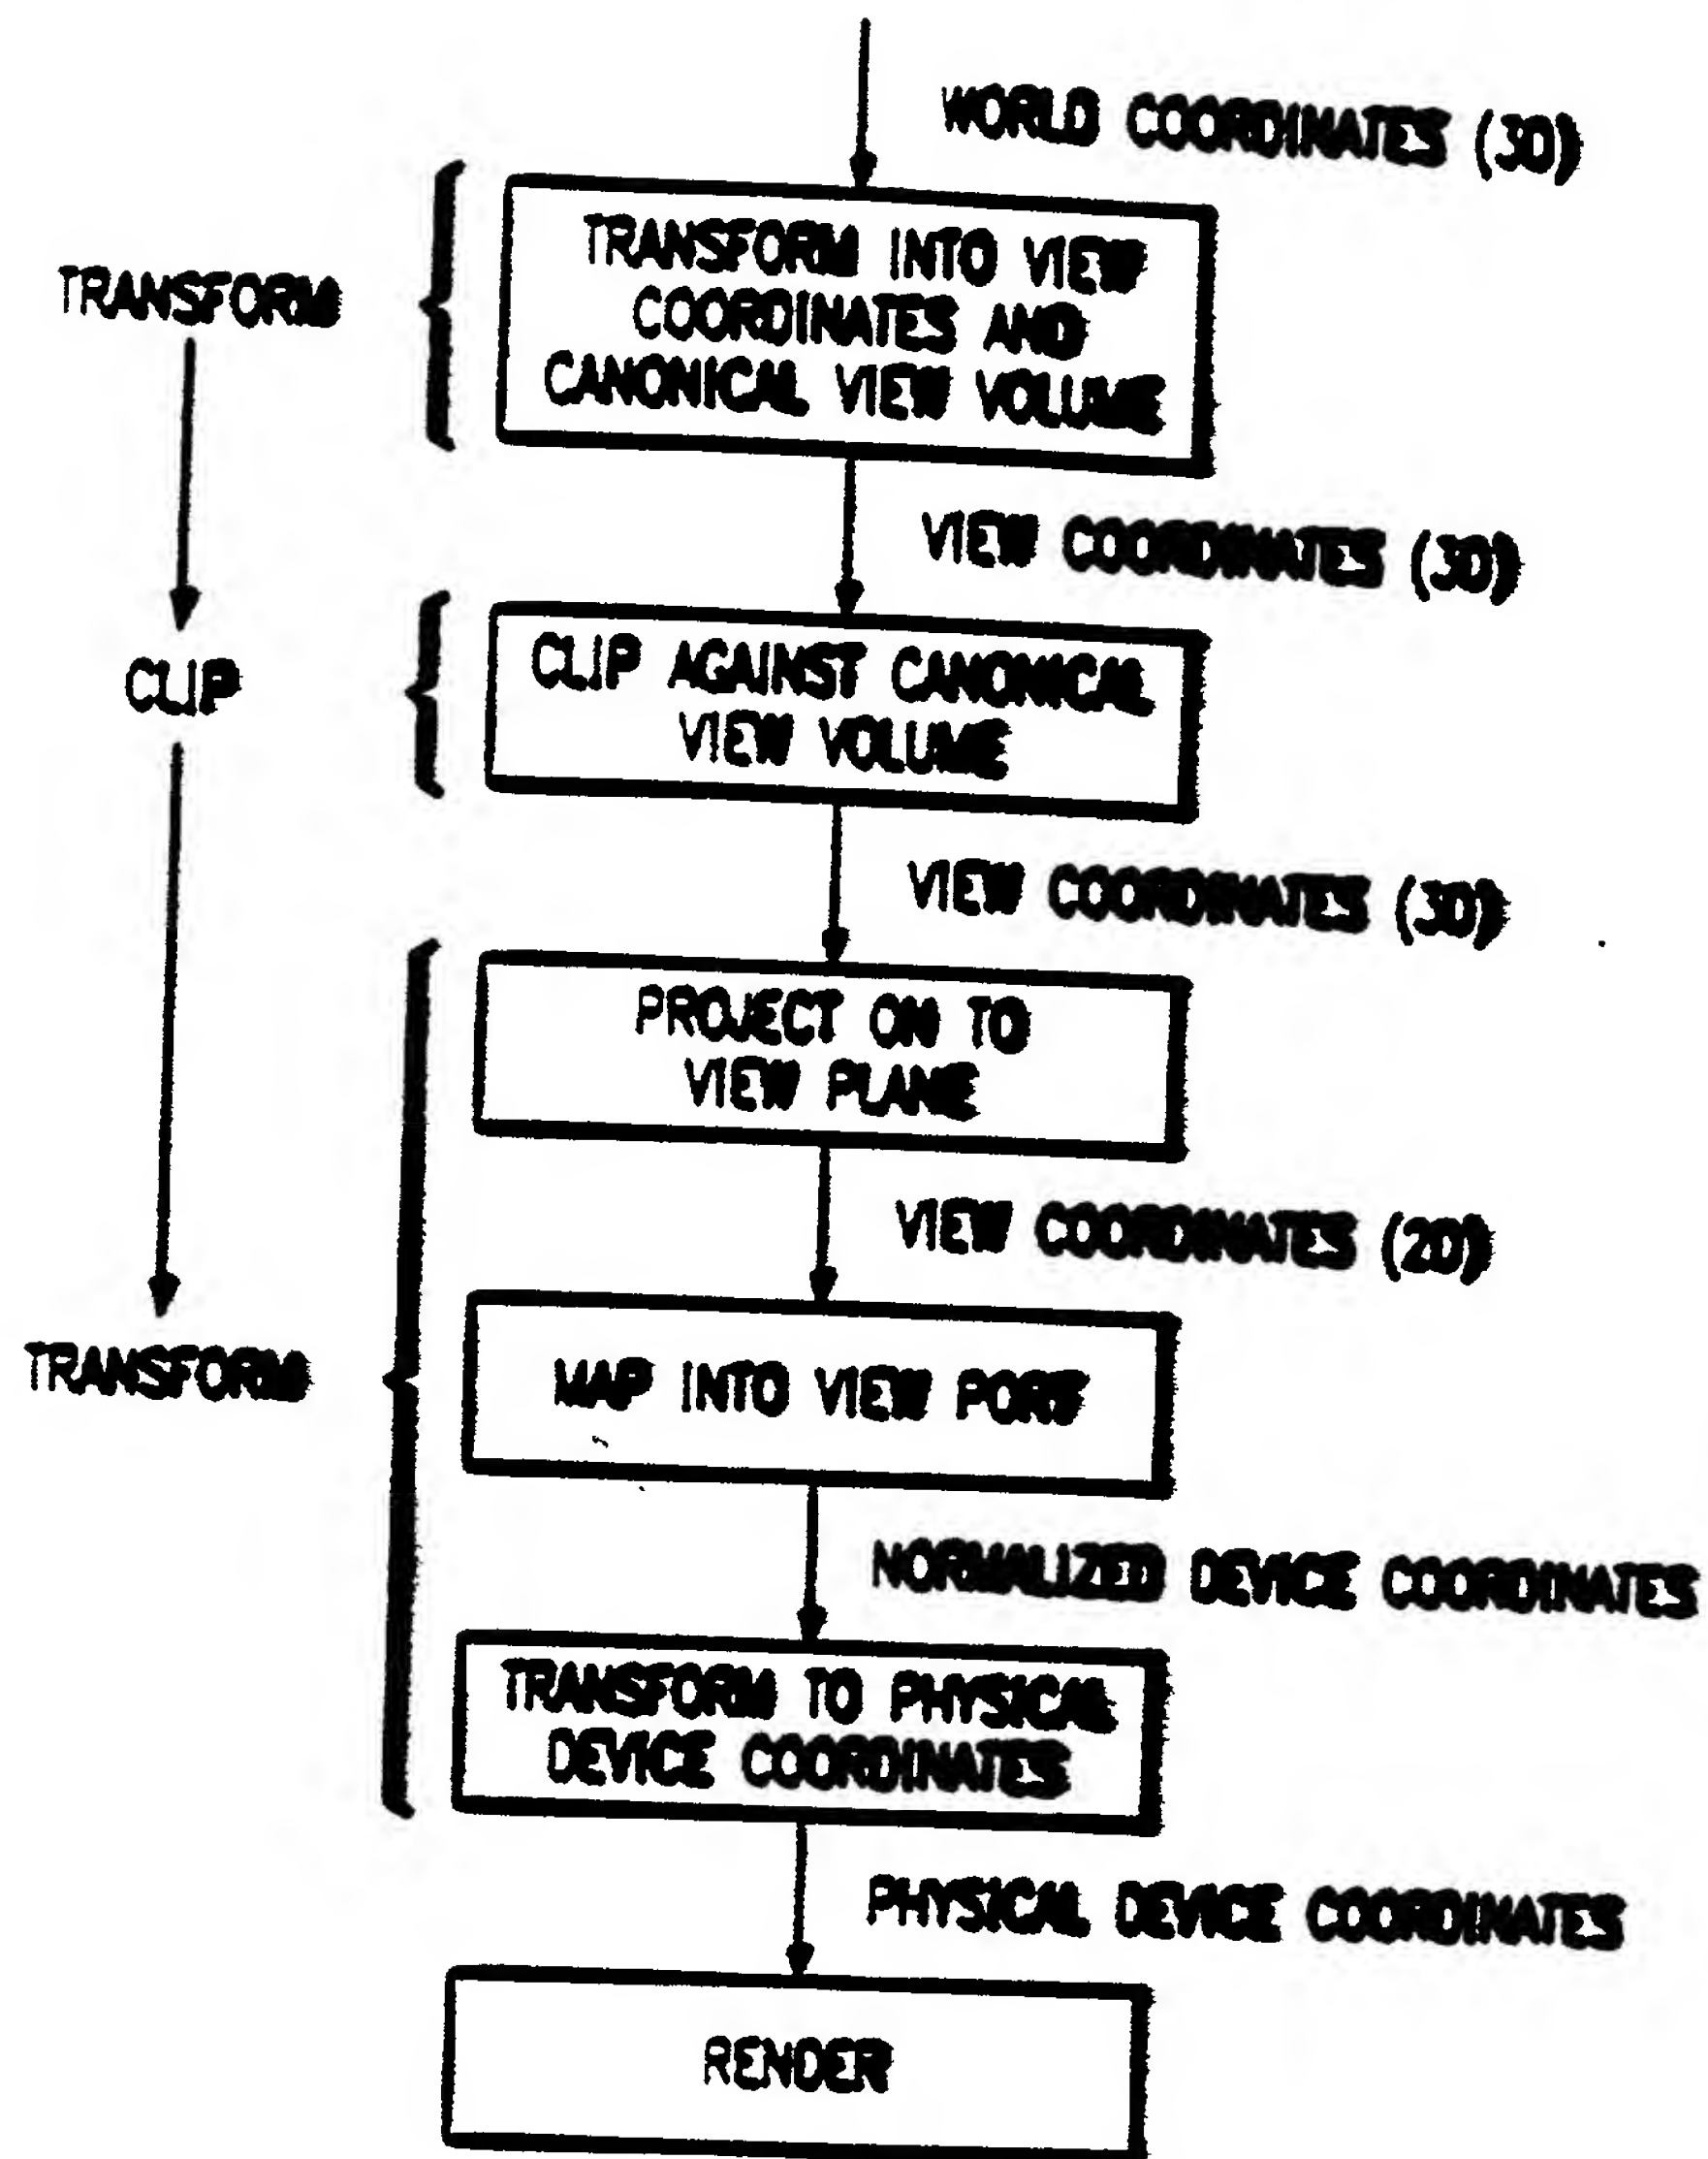 WORLD COORDINATES (3D)
TRANSFORM INTO VIEW
COORDINATES AND
CANONICAL VIEW VOLUME
TRANSFORM
VIEW COORDINATES (3D)
CLIP AGAINST CANONICAL
VIEW VOLUME
CLIP
VIEW COORDINATES (3D)
PROJECT ON TO
VIEW PLANE
VIEW COORDINATES (2D)
MAP INTO VIEW PORT
TRANSFORM
NORMALIZED DEVICE COORDINATES
TRANSFORM TO PHYSICAL
DEVICE COORDINATES
PHYSICAL DEVICE COORDINATES
RENDER